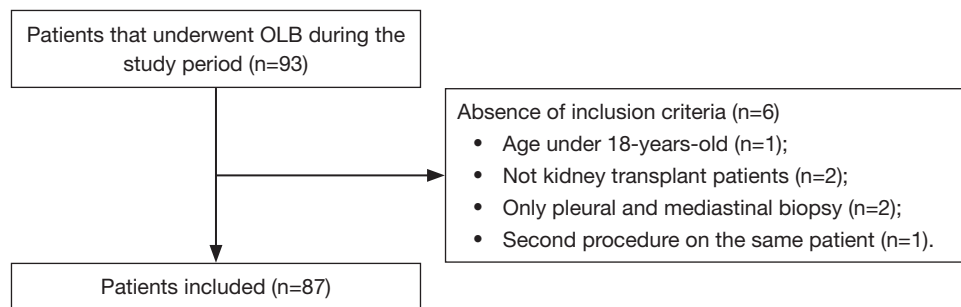 Patients that underwent OLB during the
study period (n=93)
Absence of inclusion criteria (n=6)
• Age under 18-years-old (n=1);
• Not kidney transplant patients (n=2);
• Only pleural and mediastinal biopsy (n=2);
• Second procedure on the same patient (n=1).
Patients included (n=87)